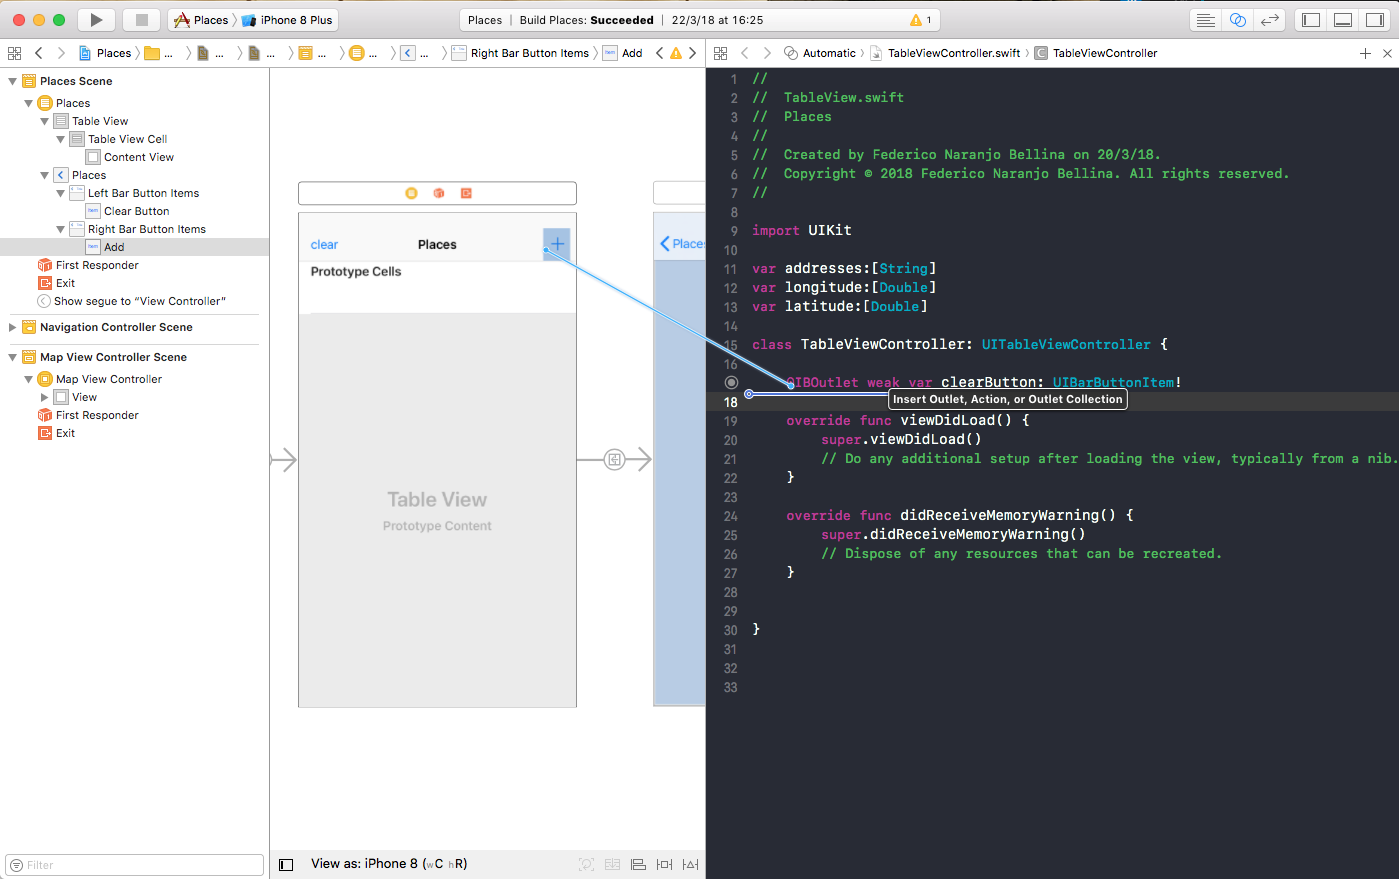 Places
iPhone 8 Plus
Places | Build Places: Succeeded | 22/3/18 at 16:25
1
Places
...
...
...
...
...
...
Right Bar Button Items
Add
Automatic
TableViewController.swift
TableViewController
Places Scene
Places
Table View
Table View Cell
Content View
Places
Left Bar Button Items
Clear Button
Right Bar Button Items
Add
First Responder
Exit
Show segue to “View Controller”
Navigation Controller Scene
Map View Controller Scene
Map View Controller
View
First Responder
Exit
Filter
clear
Places
+
Prototype Cells
Table View
Prototype Content
Places
View as: iPhone 8 (wC hR)
1 //
2 // TableView.swift
3 // Places
4 //
5 // Created by Federico Naranjo Bellina on 20/3/18.
6 // Copyright © 2018 Federico Naranjo Bellina. All rights reserved.
7 //
8
9 import UIKit
10
11 var addresses:[String]
12 var longitude:[Double]
13 var latitude:[Double]
14
15 class TableViewController: UITableViewController {
16
@IBOutlet weak var clearButton: UIBarButtonItem!
18
Insert Outlet, Action, or Outlet Collection
19 override func viewDidLoad() {
20 super.viewDidLoad()
21 // Do any additional setup after loading the view, typically from a nib.
22 }
23
24 override func didReceiveMemoryWarning() {
25 super.didReceiveMemoryWarning()
26 // Dispose of any resources that can be recreated.
27 }
28
29
30 }
31
32
33